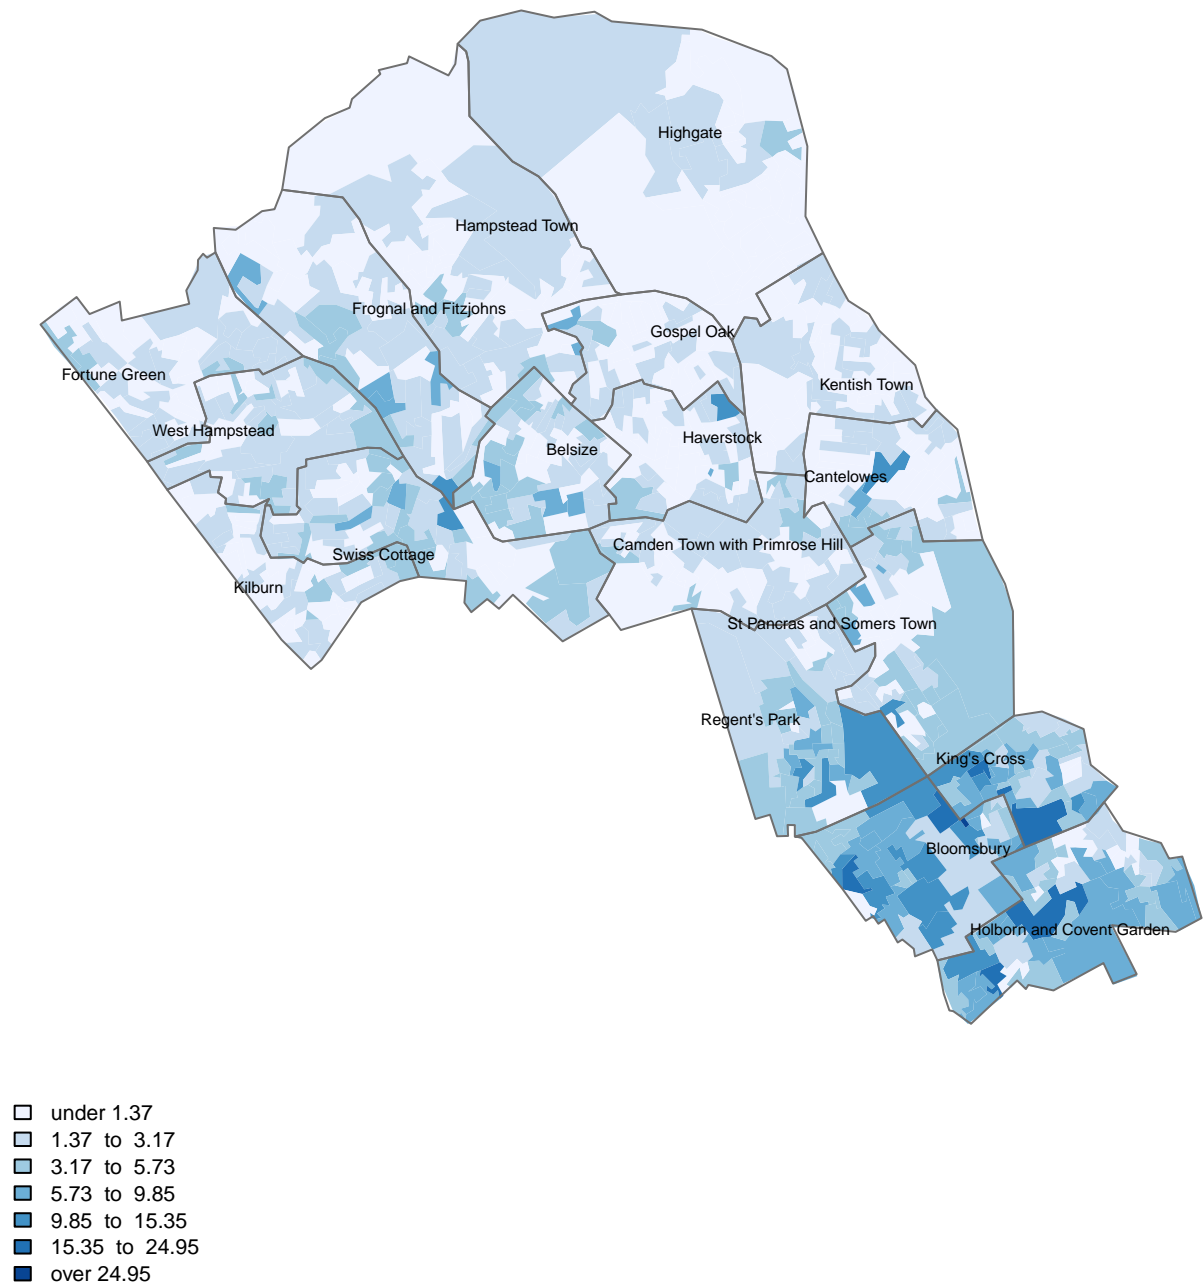 Highgate
Hampstead Town
Frognal and Fitzjohns
Gospel Oak
Fortune Green
Kentish Town
West Hampstead
Haverstock
Belsize
Cantelowes
Camden Town with Primrose Hill
Swiss Cottage
Kilburn
St Pancras and Somers Town
Regent's Park
King's Cross
Bloomsbury
Holborn and Covent Garden
under 1.37
1.37 to 3.17
3.17 to 5.73
5.73 to 9.85
9.85 to 15.35
15.35 to 24.95
over 24.95